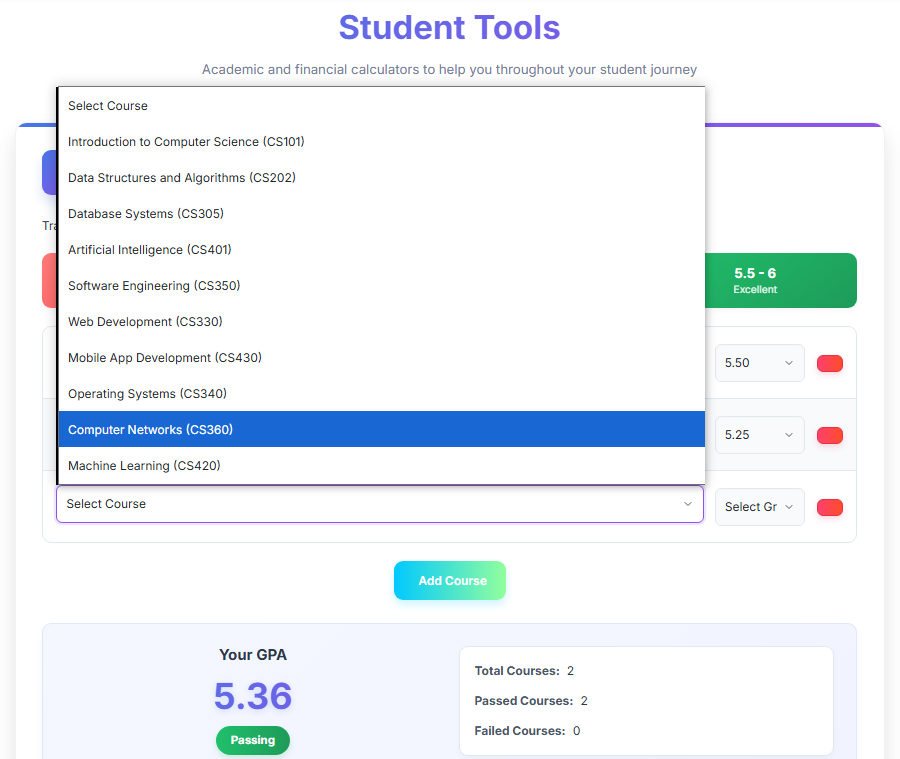 Student Tools
Academic and financial calculators to help you throughout your student journey
Select Course
Introduction to Computer Science (CS101)
Data Structures and Algorithms (CS202)
Database Systems (CS305)
Artificial Intelligence (CS401)
Software Engineering (CS350)
Web Development (CS330)
Mobile App Development (CS430)
Operating Systems (CS340)
Computer Networks (CS360)
Machine Learning (CS420)
Tra
5.5 - 6
Excellent
5.50
5.25
Select Course
Select Gr
Add Course
Your GPA
5.36
Passing
Total Courses: 2
Passed Courses: 2
Failed Courses: 0